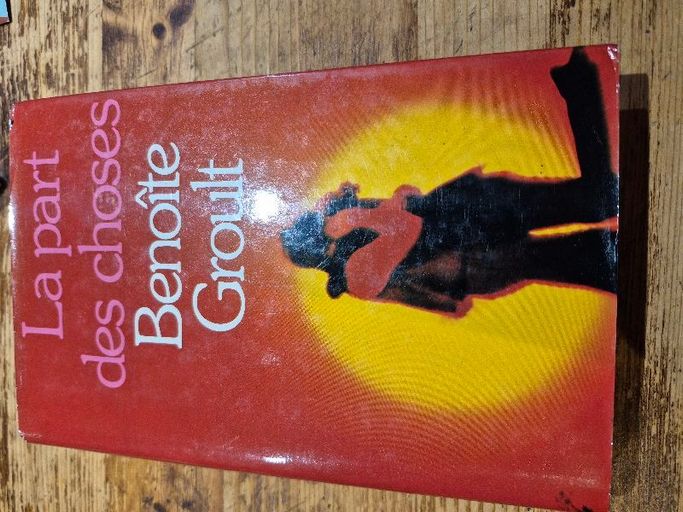 La part
des choses
Benoîte
Groult